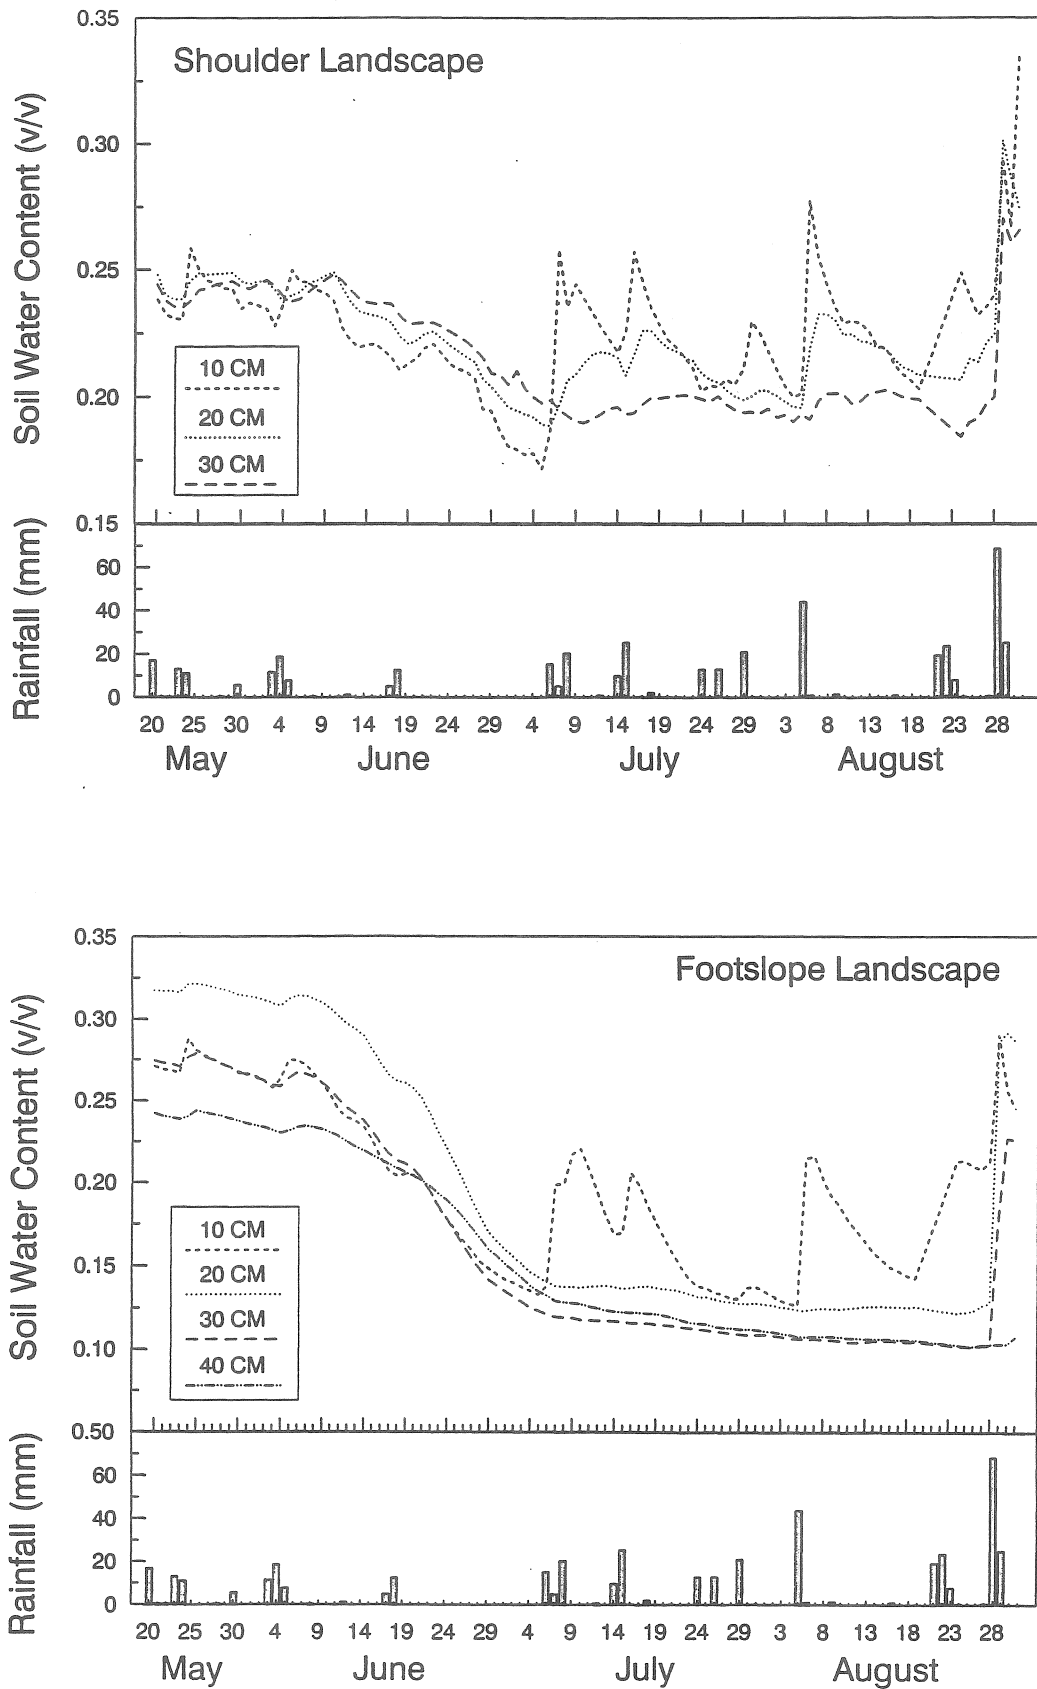 Shoulder Landscape
Soil Water Content (v/v)
0.35
0.30
0.25
0.20
0.15
10 CM
20 CM
30 CM
Rainfall (mm)
60
40
20
0
20 25 30 4 9 14 19 24 29 4 9 14 19 24 29 3 8 13 18 23 28
May June July August
Footslope Landscape
Soil Water Content (v/v)
0.35
0.30
0.25
0.20
0.15
0.10
0.50
10 CM
20 CM
30 CM
40 CM
Rainfall (mm)
60
40
20
0
20 25 30 4 9 14 19 24 29 4 9 14 19 24 29 3 8 13 18 23 28
May June July August